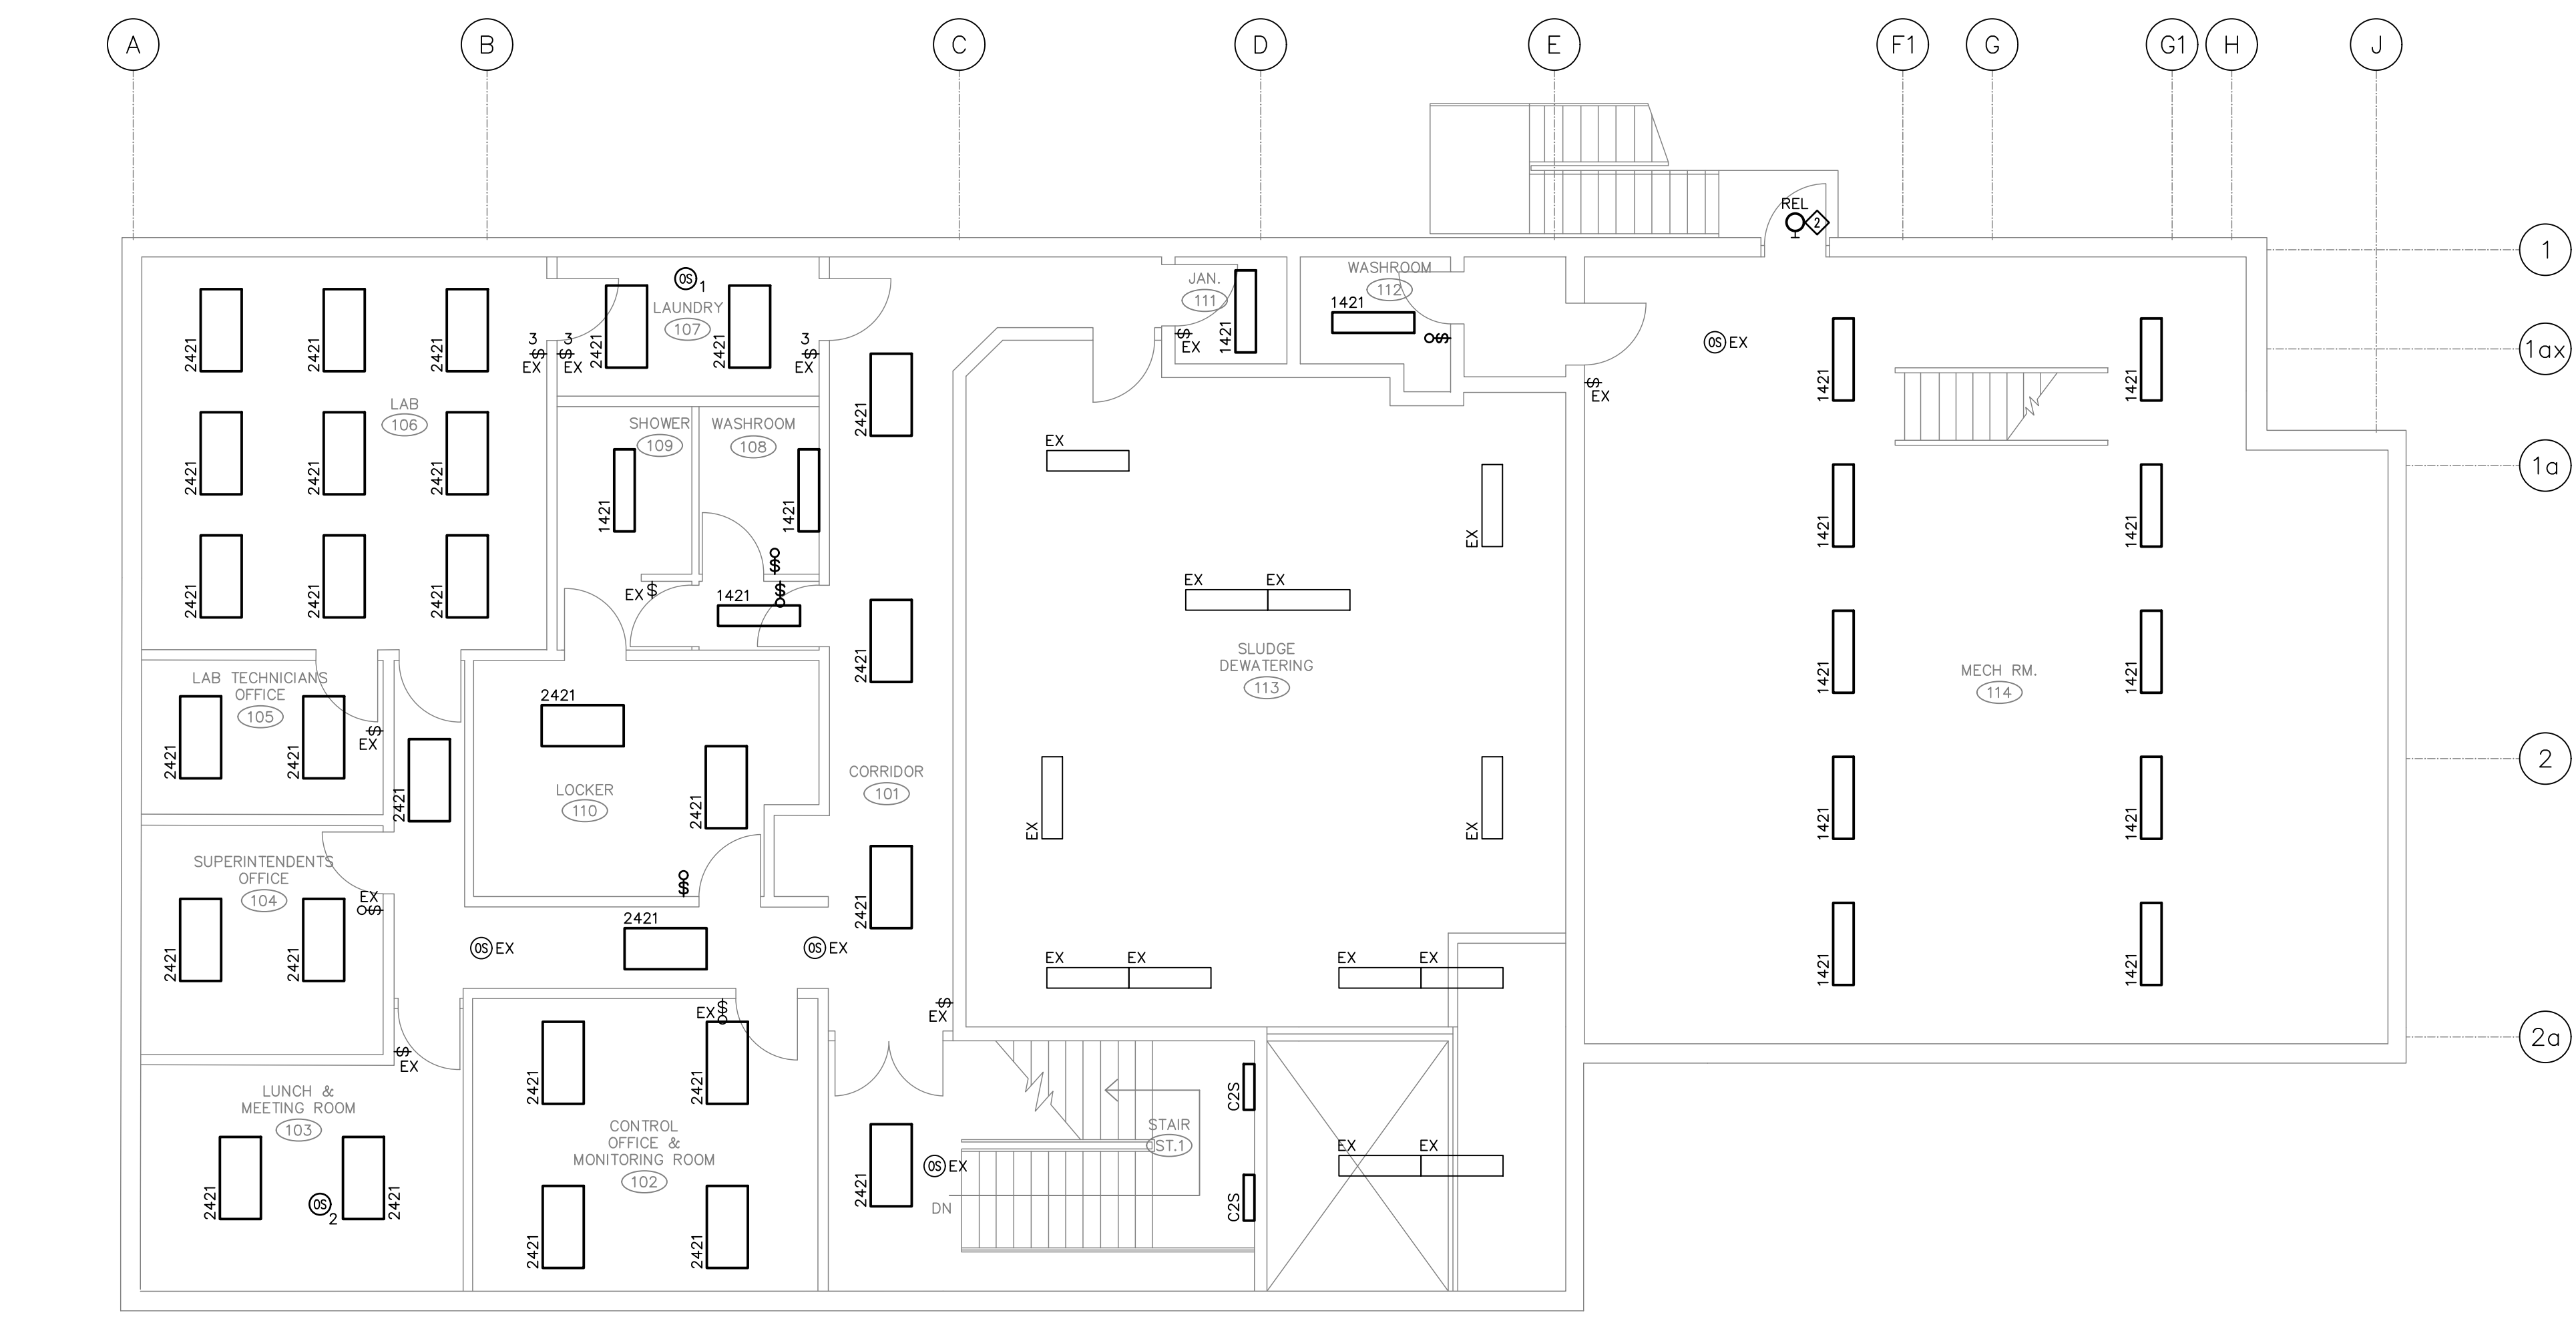 A B C D E F1 G G1 H J
REL
2
1
OS 1
LAUNDRY
107
JAN.
111
1421
WASHROOM
112
1421
$
$
EX
1ax
OS EX
3 3
$ $
EX EX
3
$
EX
2421 2421 2421
2421 2421
$
EX
1421 1421
LAB
106
2421
SHOWER
109
WASHROOM
108
EX
1a
2421 2421 2421
1421 1421
EX
1421 1421
$
EX $
$
1421
EX EX
2421 2421 2421
SLUDGE
DEWATERING
113
2421
MECH RM.
114
1421 1421
LAB TECHNICIANS
OFFICE
105
2421
$
EX
2421 2421
2421
LOCKER
110
2421
CORRIDOR
101
2
EX EX
1421 1421
SUPERINTENDENTS
OFFICE
104
EX
$
$
2421
2421
2421 2421
OS EX
OS EX
EX EX
EX EX
1421 1421
$
EX
EX $
$
EX
2a
LUNCH &
MEETING ROOM
103
2421 2421
C2S
CONTROL
OFFICE &
MONITORING ROOM
102
STAIR
ST.1
EX EX
OS EX
2421 2421
OS 2
2421
DN
C2S
2421 2421